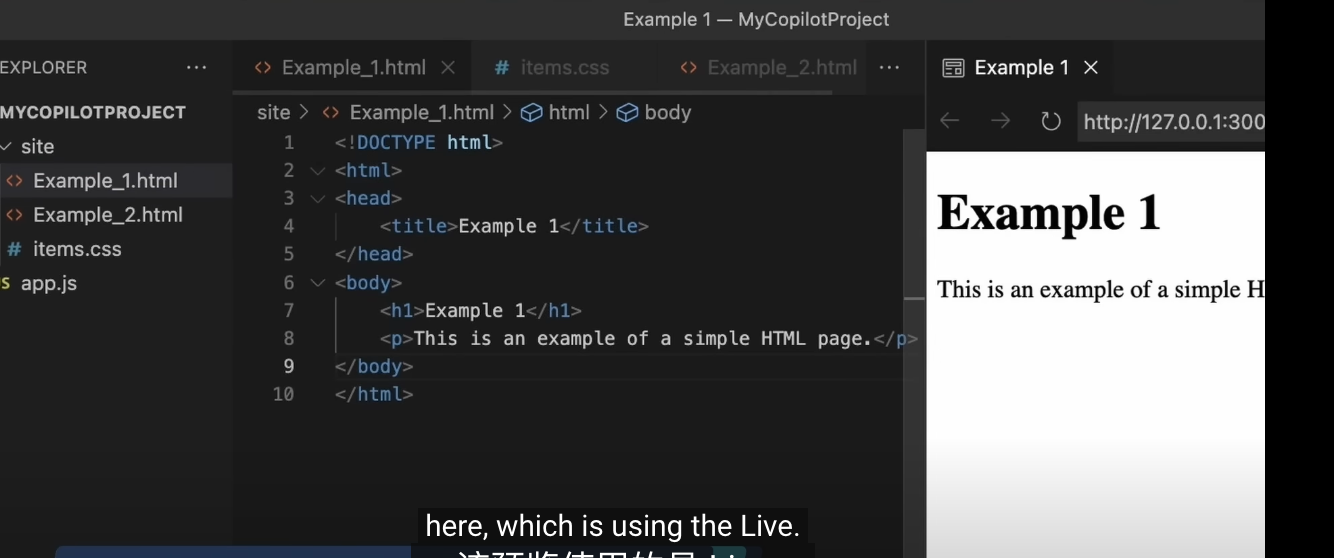 Example 1 — MyCopilotProject
EXPLORER
MYCOPILOTPROJECT
site
Example_1.html
Example_2.html
# items.css
app.js
Example_1.html
# items.css
Example_2.html
site > Example_1.html > html > body
1 <!DOCTYPE html>
2 <html>
3 <head>
4 <title>Example 1</title>
5 </head>
6 <body>
7 <h1>Example 1</h1>
8 <p>This is an example of a simple HTML page.</p>
9 </body>
10 </html>
Example 1
http://127.0.0.1:300
Example 1
This is an example of a simple H
here, which is using the Live.